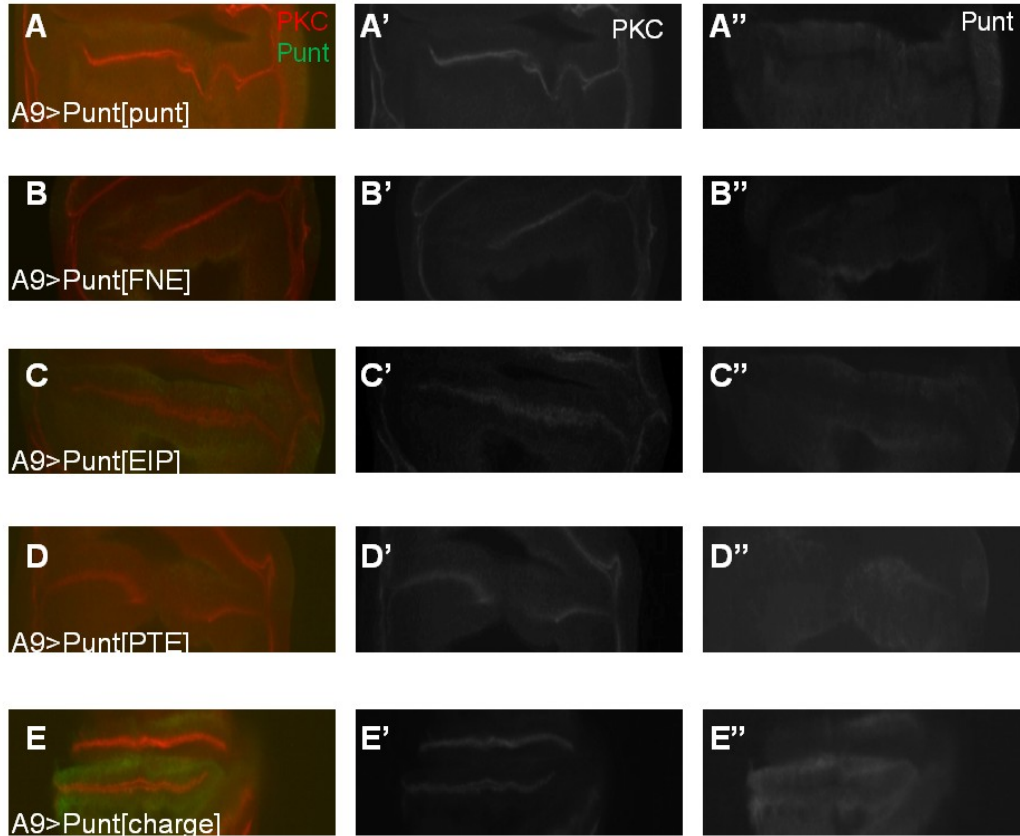 A PKC A’ PKC A” Punt
Punt
A9>Punt[punt]
B B’ B”
A9>Punt[FNE]
C C’ C”
A9>Punt[EIP]
D D’ D”
A9>Punt[PTE]
E E’ E”
A9>Punt[charge]